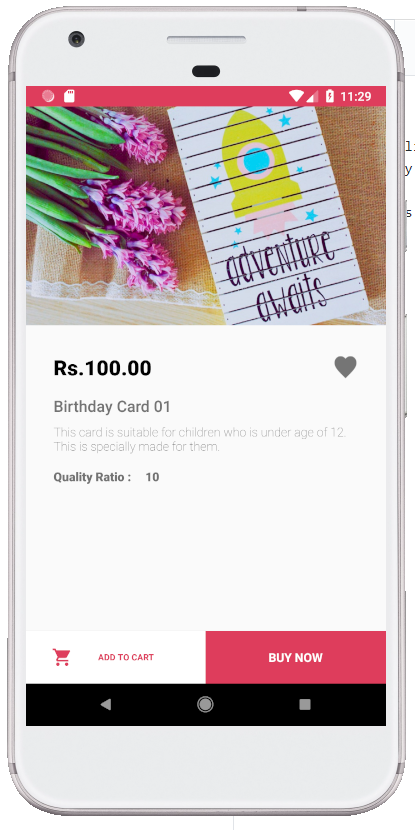 11:29
adventure
awaits
Rs.100.00
Birthday Card 01
This card is suitable for children who is under age of 12.
This is specially made for them.
Quality Ratio : 10
ADD TO CART
BUY NOW